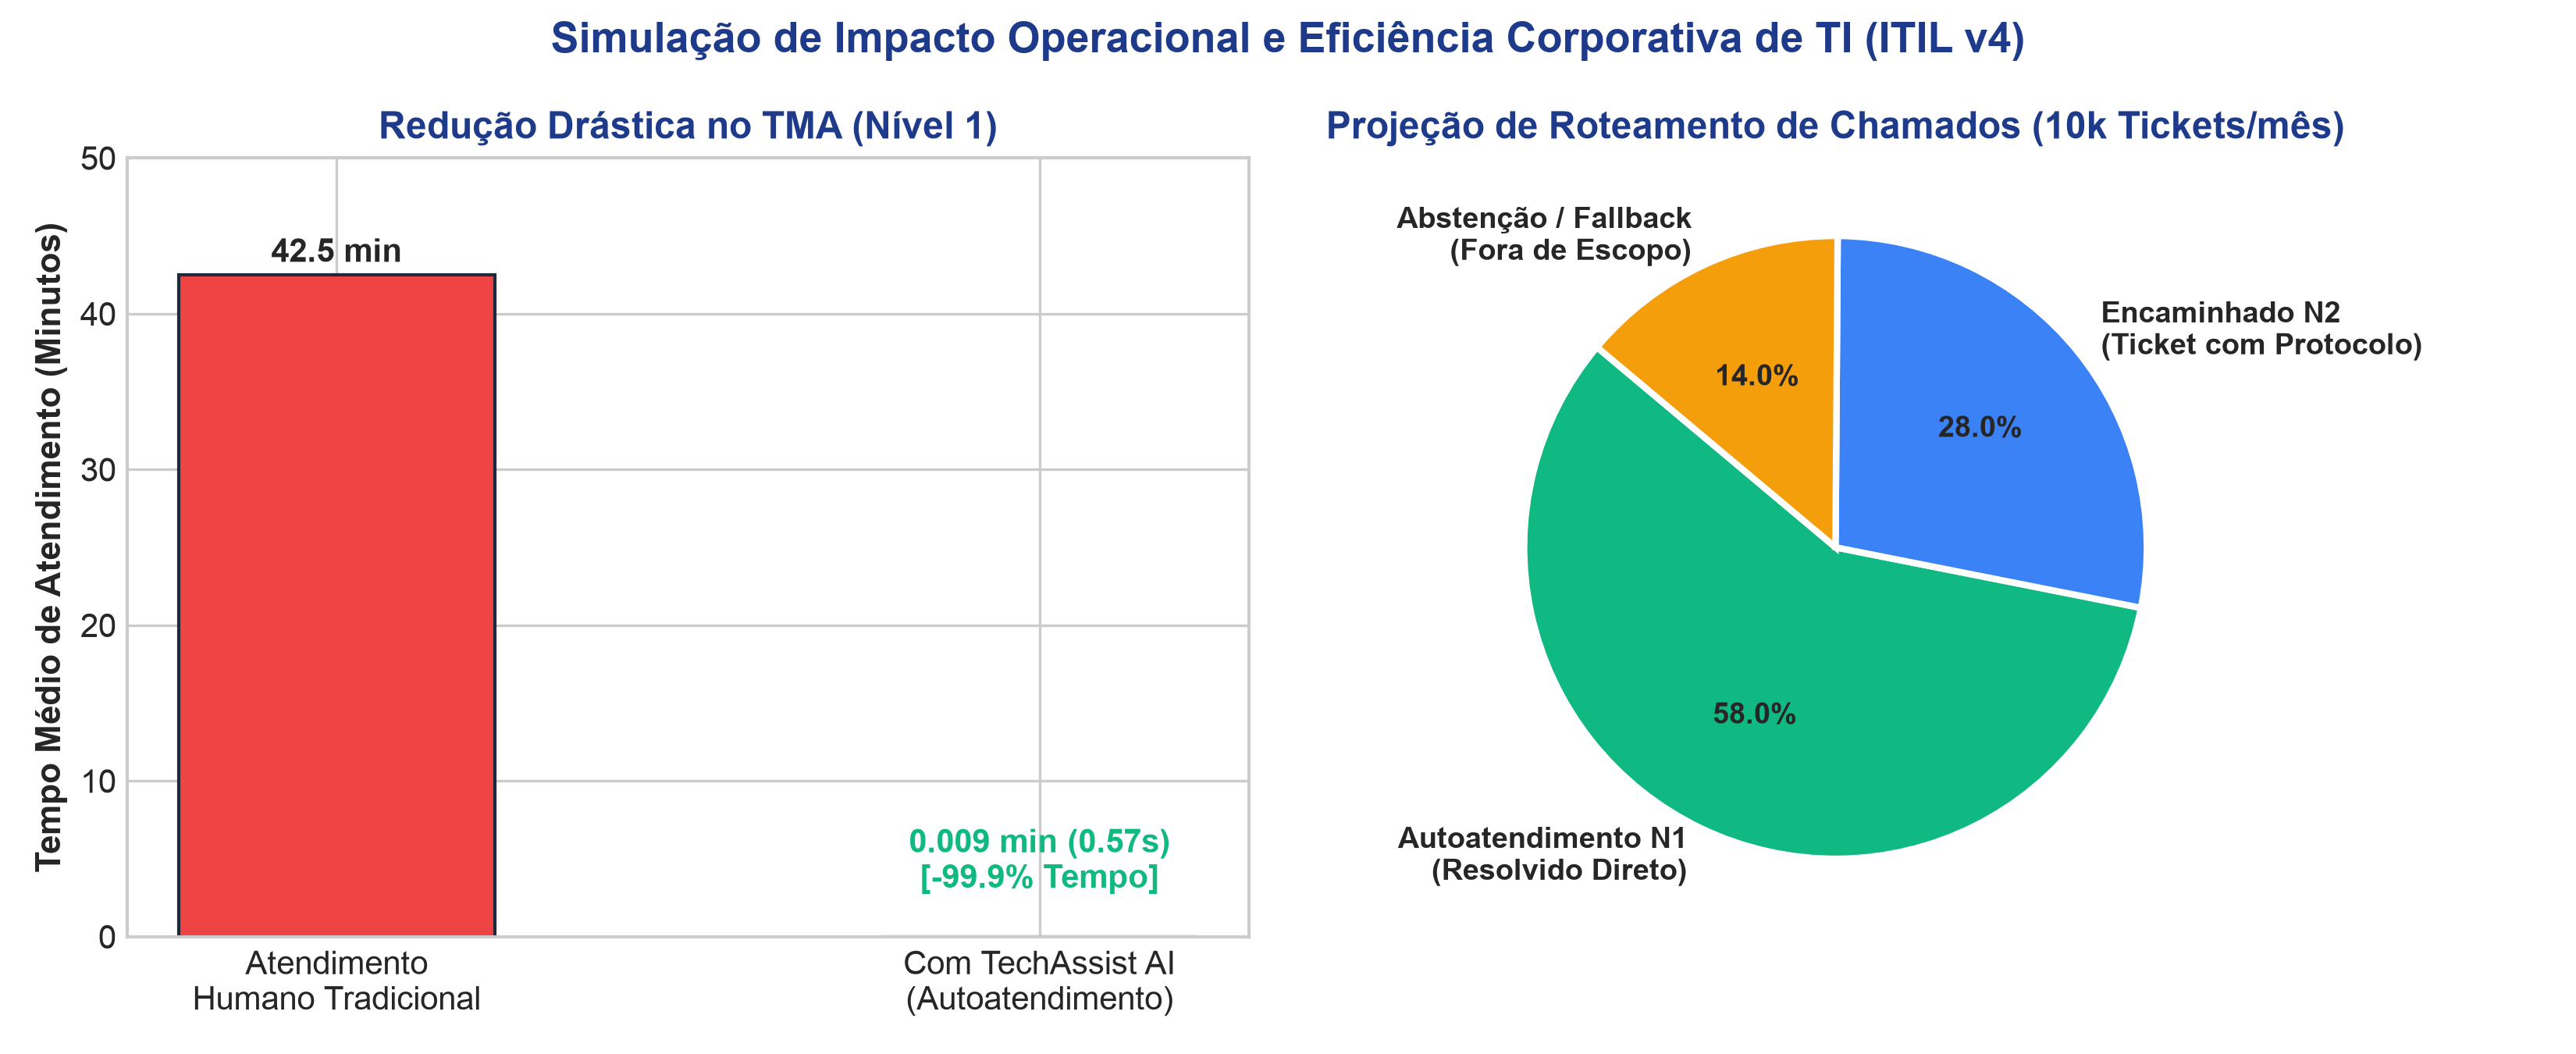 Simulação de Impacto Operacional e Eficiência Corporativa de TI (ITIL v4)
Redução Drástica no TMA (Nível 1)
Tempo Médio de Atendimento (Minutos)
50
40
30
20
10
0
42.5 min
0.009 min (0.57s)
[-99.9% Tempo]
Atendimento
Humano Tradicional
Com TechAssist AI
(Autoatendimento)
Projeção de Roteamento de Chamados (10k Tickets/mês)
Abstenção / Fallback
(Fora de Escopo)
14.0%
Encaminhado N2
(Ticket com Protocolo)
28.0%
58.0%
Autoatendimento N1
(Resolvido Direto)